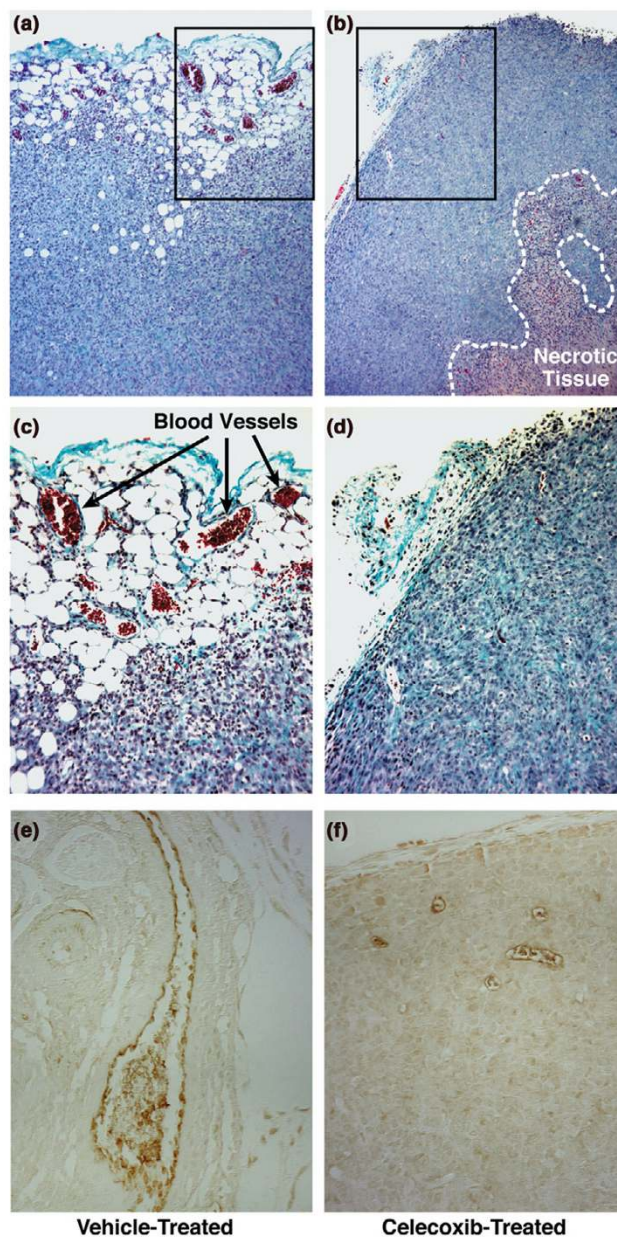 (a)
(b)
Necrotic
Tissue
(c)
Blood Vessels
(d)
(e)
(f)
Vehicle-Treated
Celecoxib-Treated